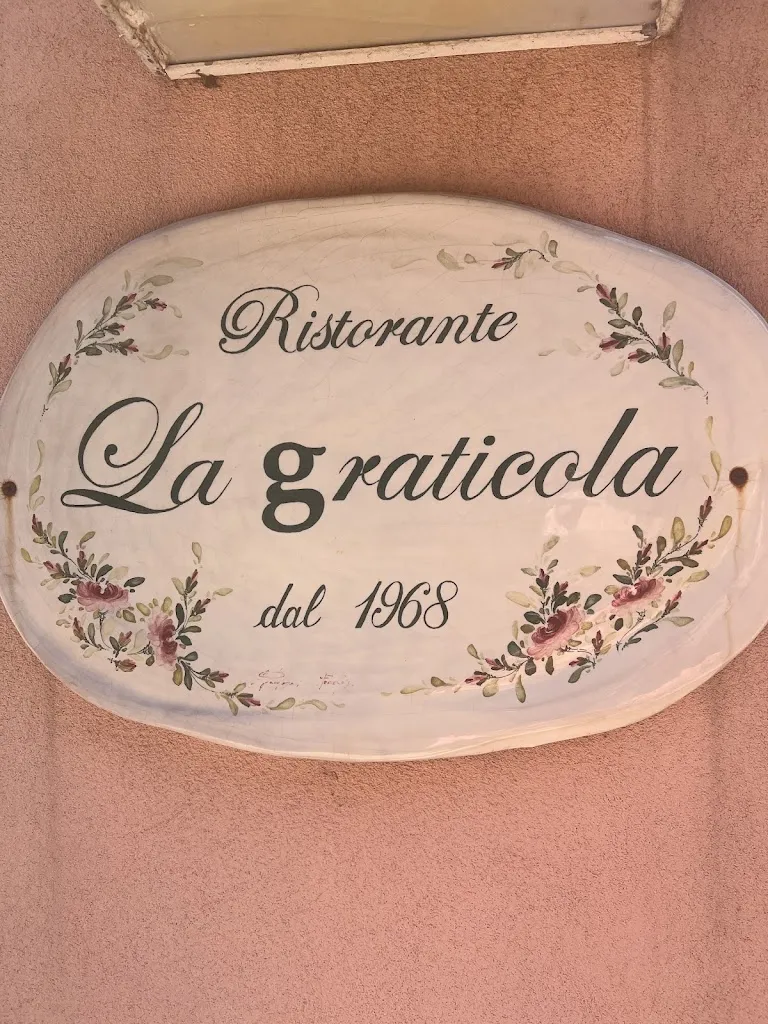 Ristorante
La graticola
dal 1968